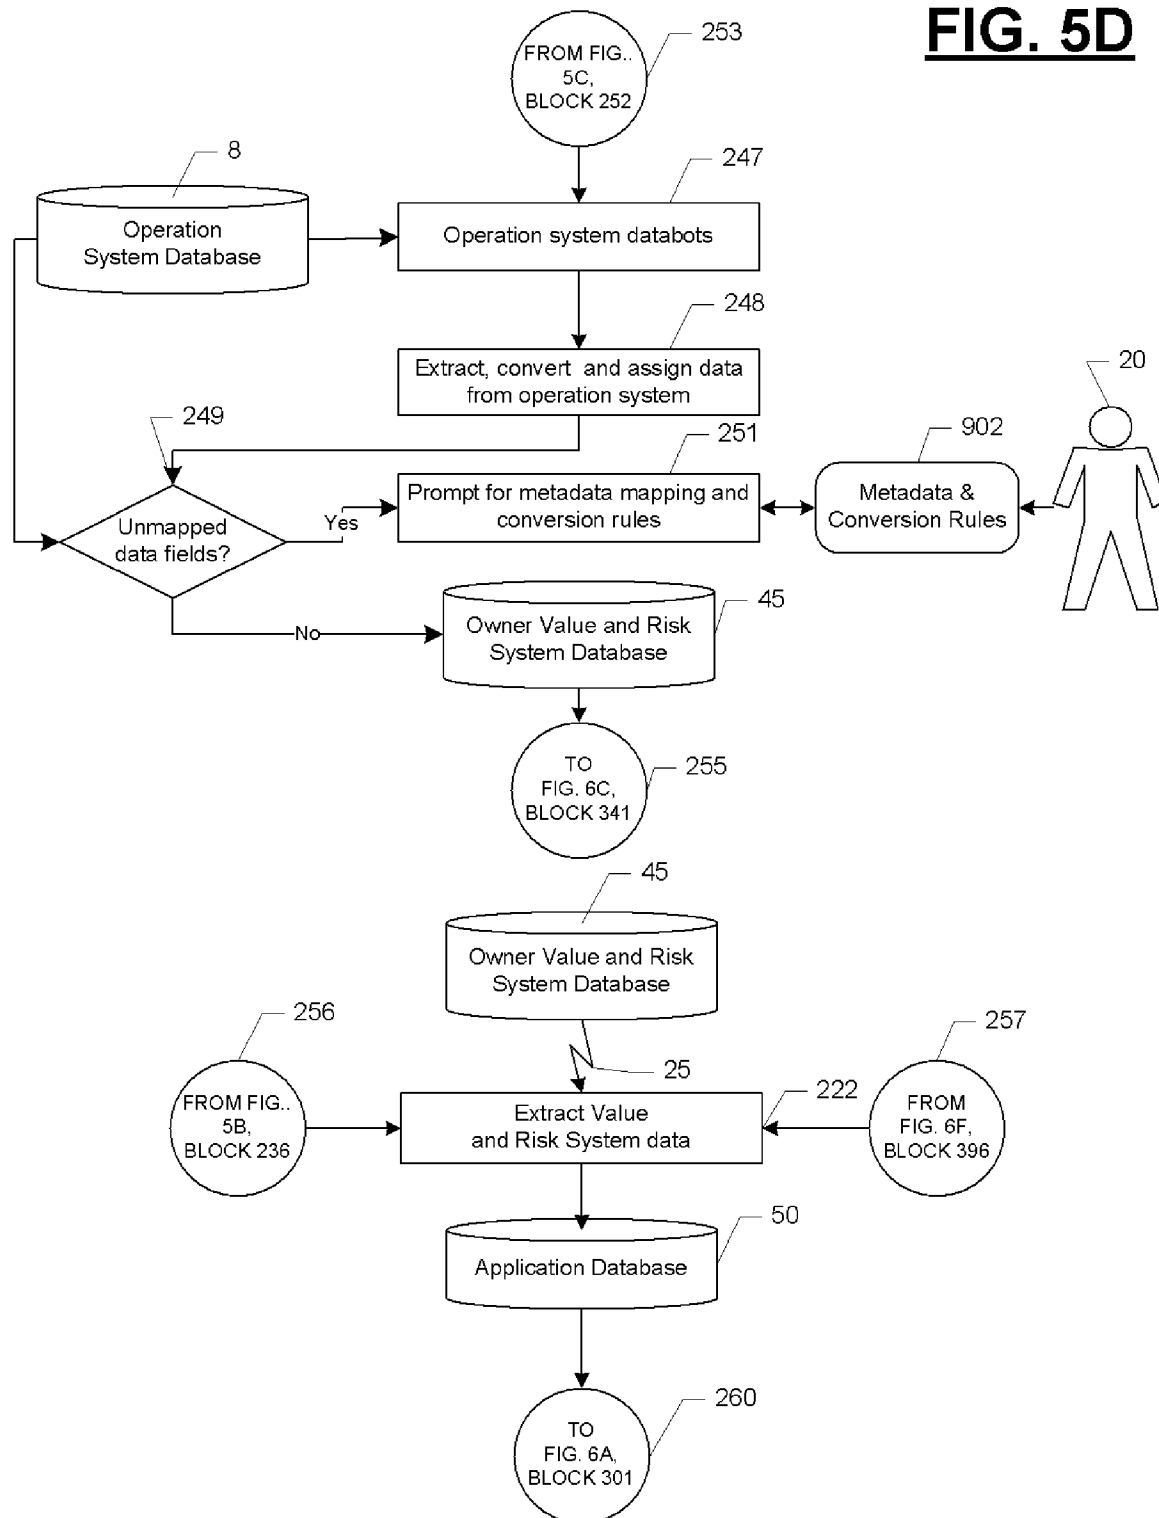 FIG. 5D
253
FROM FIG..
5C,
BLOCK 252
8
247
Operation
System Database
Operation system databots
248
Extract, convert and assign data
from operation system
20
249
251
902
Unmapped
data fields?
Yes
Prompt for metadata mapping and
conversion rules
Metadata &
Conversion Rules
45
No
Owner Value and Risk
System Database
255
TO
FIG. 6C,
BLOCK 341
45
Owner Value and Risk
System Database
256
257
25
222
FROM FIG..
5B,
BLOCK 236
Extract Value
and Risk System data
FROM
FIG. 6F,
BLOCK 396
50
Application Database
260
TO
FIG. 6A,
BLOCK 301